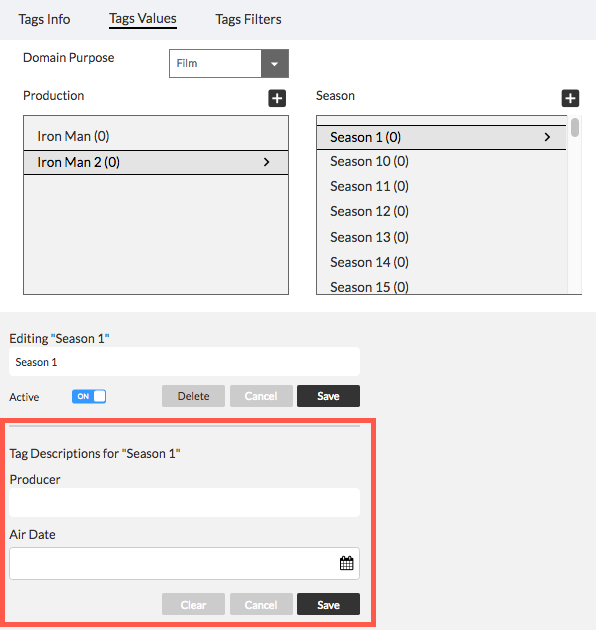 Tags Info Tags Values Tags Filters
Domain Purpose Film
Production Season
Iron Man (0)
Iron Man 2 (0)
Season 1 (0)
Season 10 (0)
Season 11 (0)
Season 12 (0)
Season 13 (0)
Season 14 (0)
Season 15 (0)
Editing "Season 1"
Season 1
Active ON Delete Cancel Save
Tag Descriptions for "Season 1"
Producer
Air Date
Clear Cancel Save